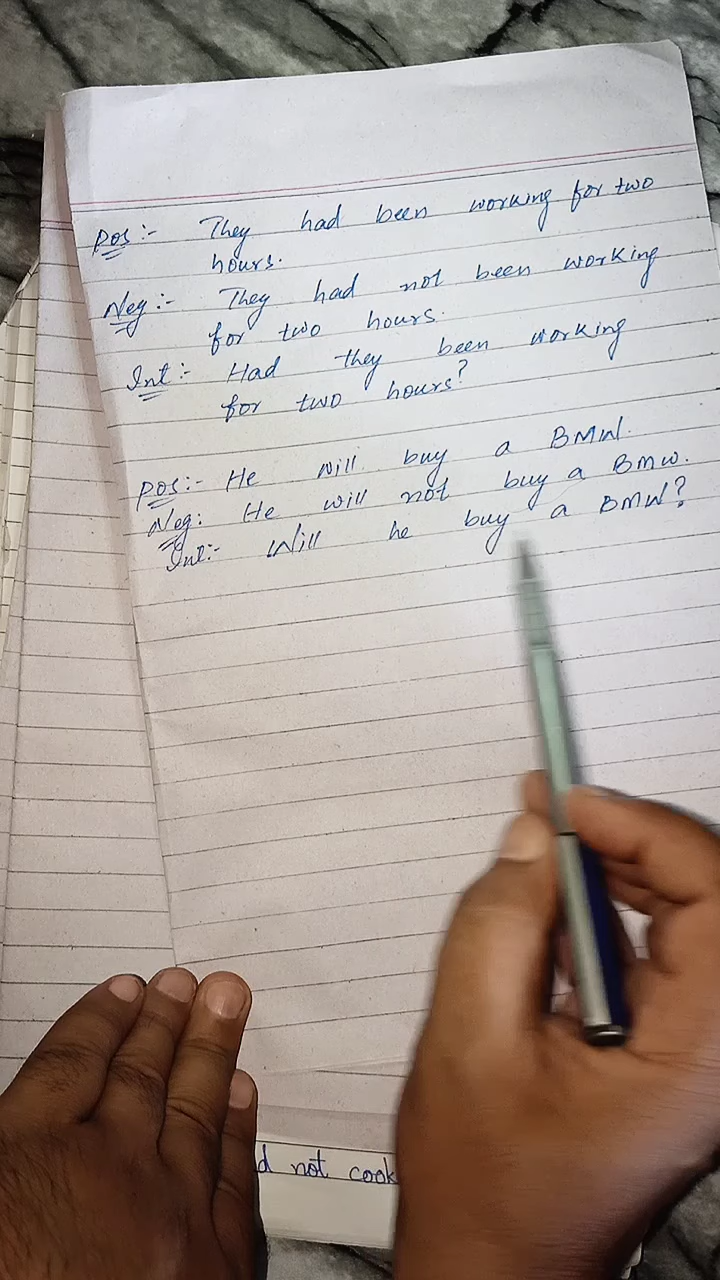 Pos:- They had been working for two
hours.
Neg:- They had not been working
for two hours.
Int:- Had they been working
for two hours?
Pos:- He will buy a BMW.
Neg: He will not buy a BMW.
Int:- Will he buy a BMW?
d not cook